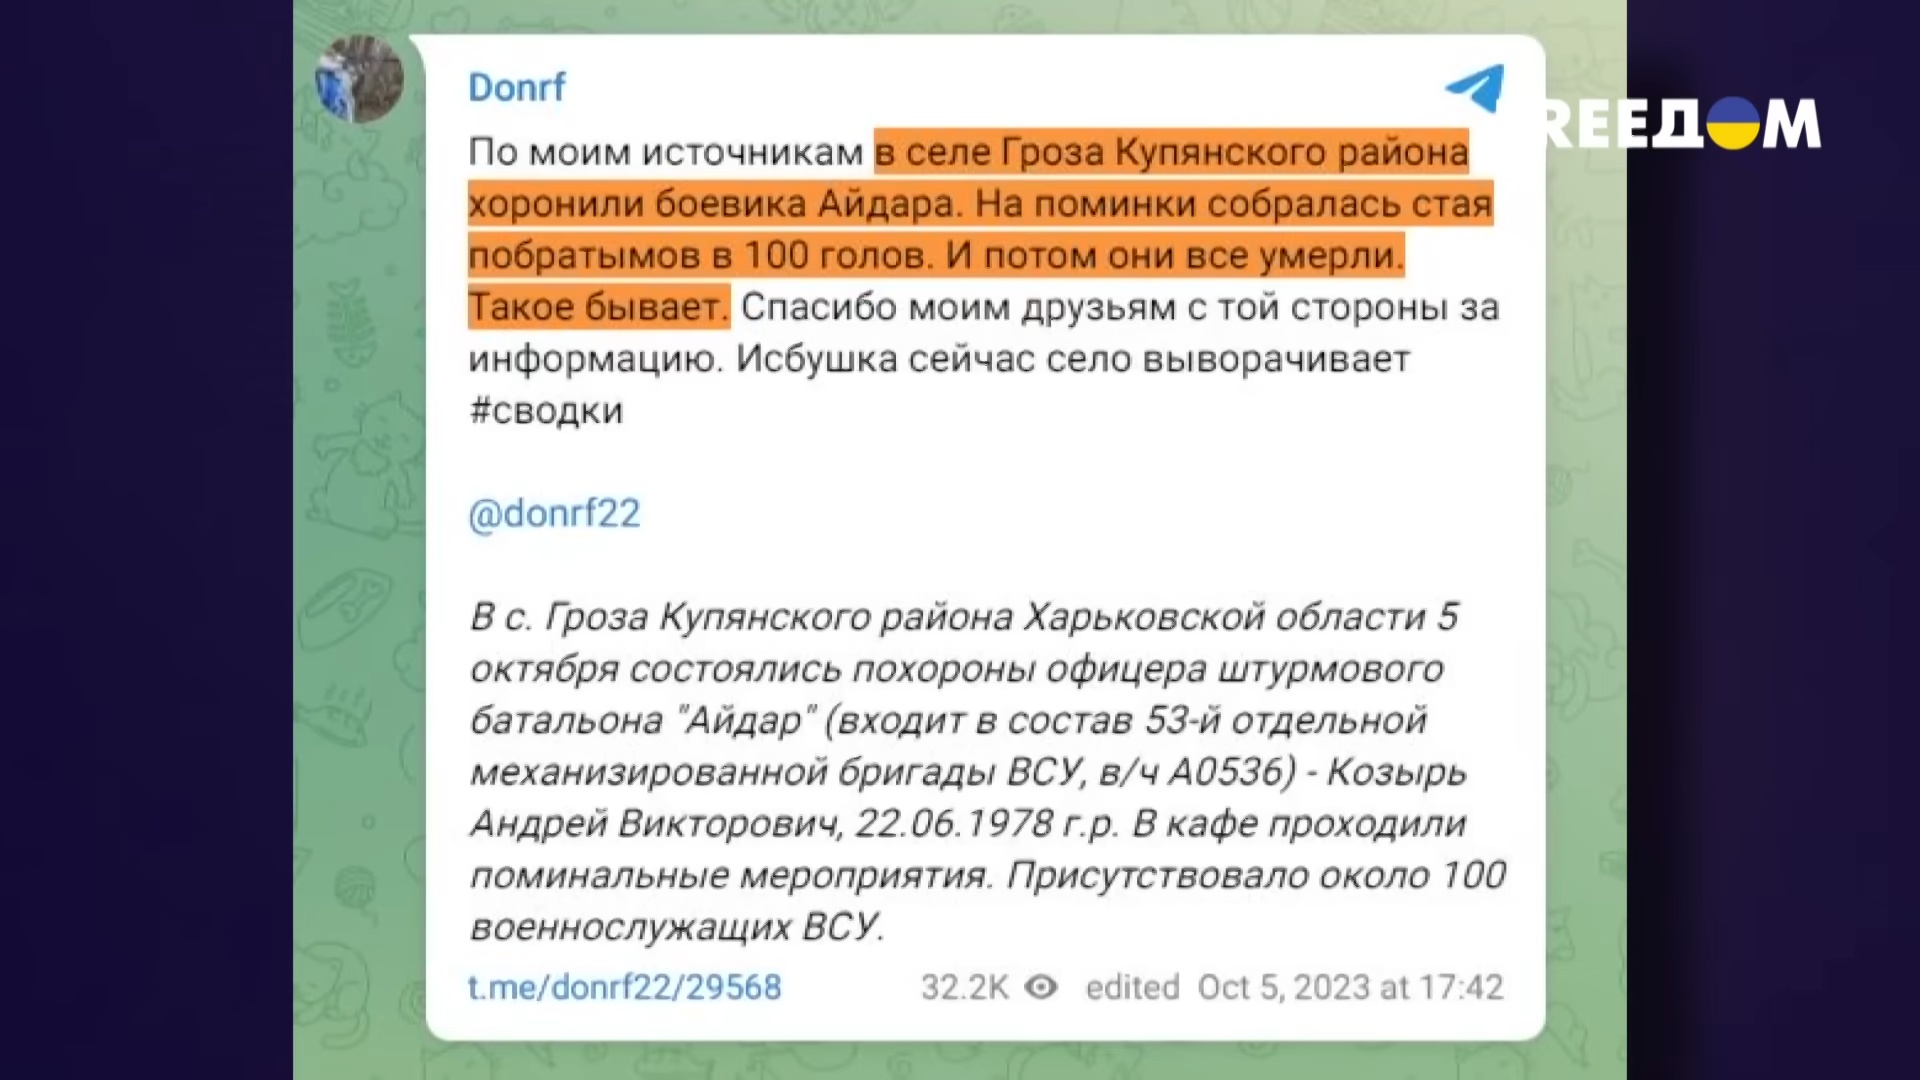 Donrf
REEДOM
По моим источникам в селе Гроза Купянского района
хоронили боевика Айдара. На поминки собралась стая
побратымов в 100 голов. И потом они все умерли.
Такое бывает. Спасибо моим друзьям с той стороны за
информацию. Исбушка сейчас село выворачивает
#сводки
@donrf22
В с. Гроза Купянского района Харьковской области 5
октября состоялись похороны офицера штурмового
батальона "Айдар" (входит в состав 53-й отдельной
механизированной бригады ВСУ, в/ч А0536) - Козырь
Андрей Викторович, 22.06.1978 г.р. В кафе проходили
поминальные мероприятия. Присутствовало около 100
военнослужащих ВСУ.
t.me/donrf22/29568 32.2K edited Oct 5, 2023 at 17:42